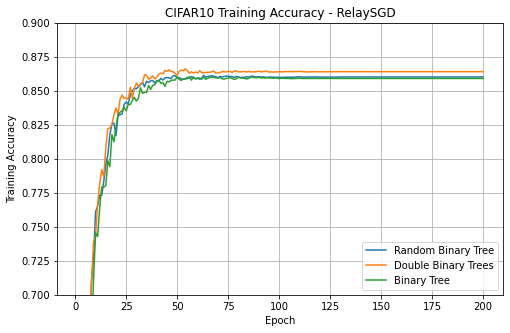 CIFAR10 Training Accuracy - RelaySGD
0.900
0.875
0.850
0.825
0.800
0.775
0.750
0.725
0.700
Training Accuracy
Random Binary Tree
Double Binary Trees
Binary Tree
0 25 50 75 100 125 150 175 200
Epoch